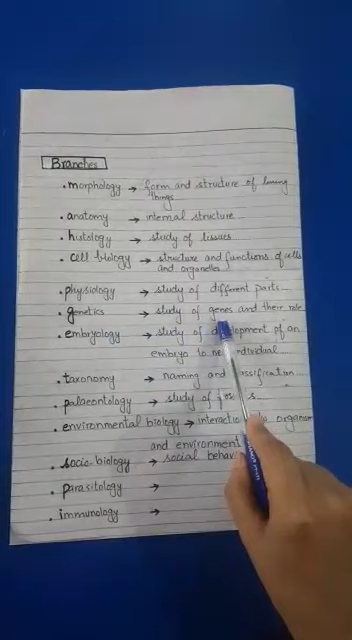 Branches
• morphology → form and structure of living
things
• anatomy → internal structure
• histology → study of tissues
• cell biology → structure and functions of cells
and organelles
• physiology → study of different parts
• genetics → study of genes and their role
• embryology → study of development of an
embryo to new individual
• taxonomy → naming and classification
• palaeontology → study of
• environmental biology → interaction organism
and environment
• socio-biology → social behav
• parasitology →
• immunology →